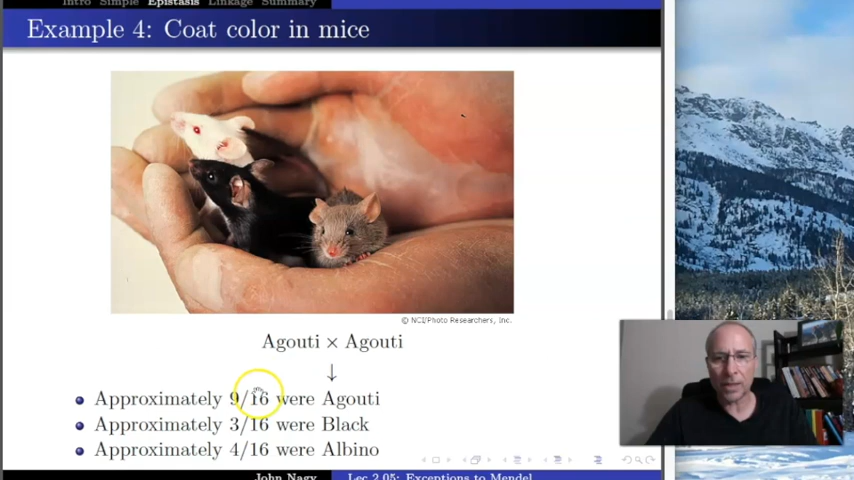 Intro Simple Epistasis Linkage Summary
Example 4: Coat color in mice
© NCI/Photo Researchers, Inc.
Agouti × Agouti
↓
Approximately 9/16 were Agouti
Approximately 3/16 were Black
Approximately 4/16 were Albino
John Nagy Lec 2.05: Exceptions to Mendel